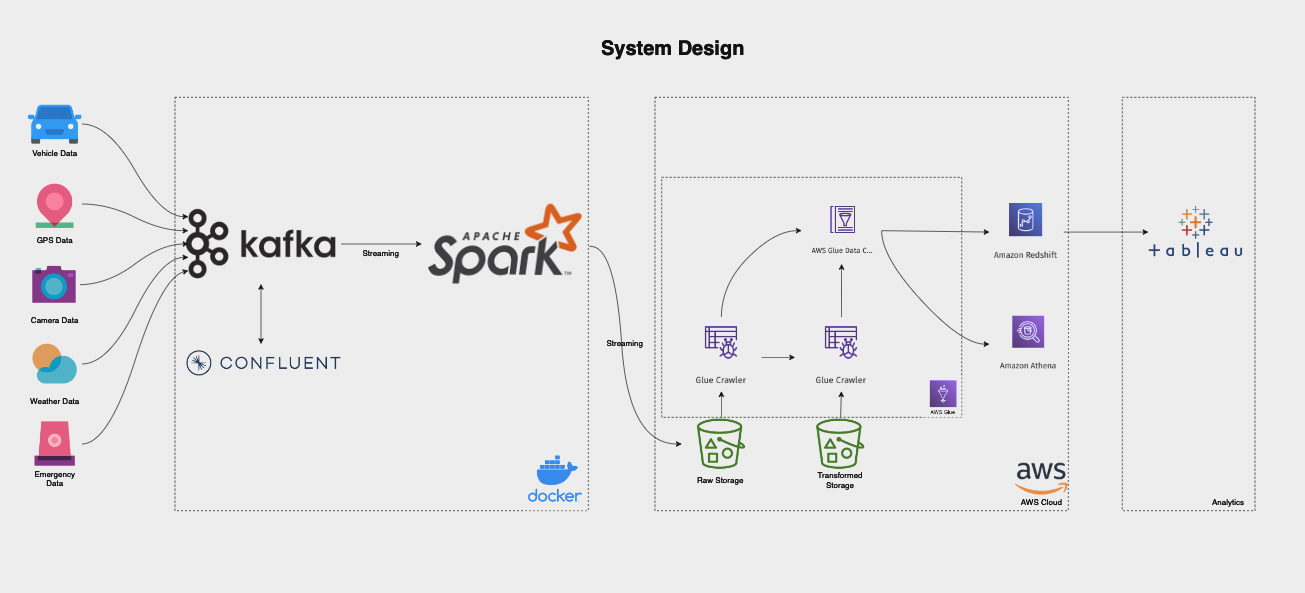 System Design
Vehicle Data
GPS Data
Camera Data
Weather Data
Emergency
Data
kafka
Streaming
APACHE
Spark™
CONFLUENT
docker
Streaming
AWS Glue Data C...
Glue Crawler
Glue Crawler
AWS Glue
Raw Storage
Transformed
Storage
Amazon Redshift
Amazon Athena
aws
AWS Cloud
+ableau
Analytics